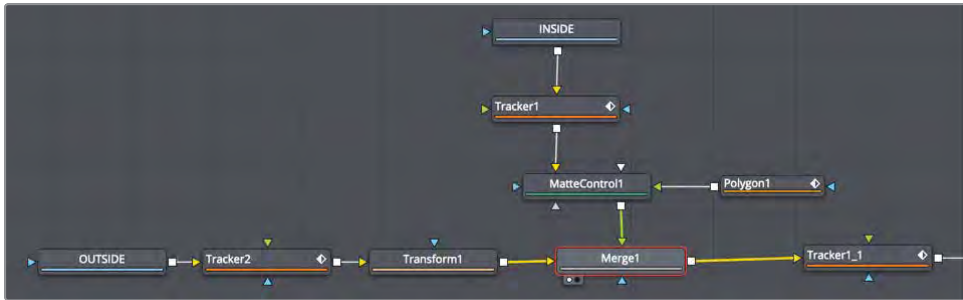 INSIDE
Tracker1
MatteControl1
Polygon1
OUTSIDE
Tracker2
Transform1
Merge1
Tracker1_1